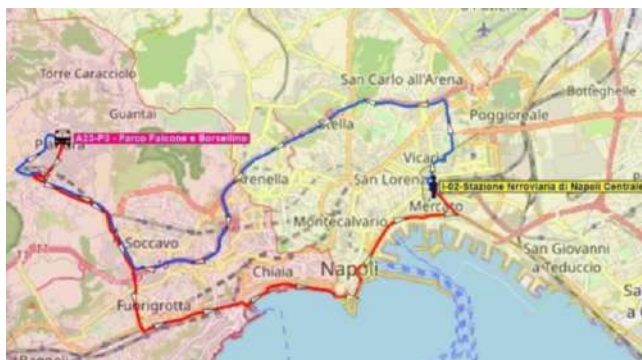 Torre Caracciolo
San Carlo all'Arena
Guantai
Poggioreale
Botteghelle
A23-P3 - Parco Falcone e Borsellino
Stella
Vicaria
Arenella
San Lorenzo
I-02-Stazione ferroviaria di Napoli Centrale
Mercato
Montecalvario
Soccavo
San Giovanni
a Teduccio
Chiaia
Napoli
Fuorigrotta